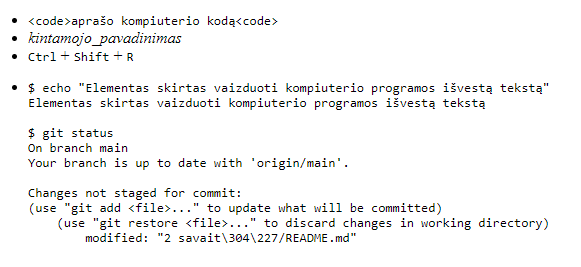 <code>aprašo kompiuterio kodą<code>
kintamojo_pavadinimas
Ctrl + Shift + R
$ echo "Elementas skirtas vaizduoti kompiuterio programos išvestą tekstą"
Elementas skirtas vaizduoti kompiuterio programos išvestą tekstą
$ git status
On branch main
Your branch is up to date with 'origin/main'.
Changes not staged for commit:
(use "git add <file>..." to update what will be committed)
(use "git restore <file>..." to discard changes in working directory)
modified: "2 savait\304\227/README.md"